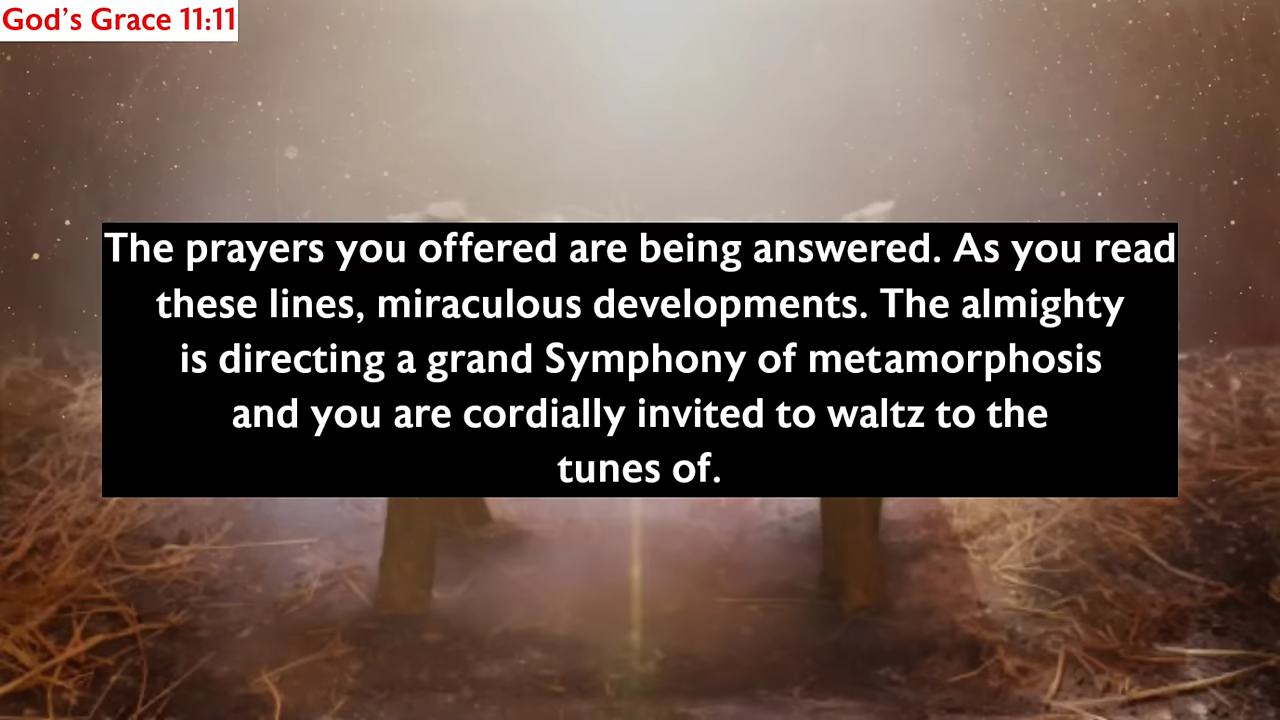 God’s Grace 11:11
The prayers you offered are being answered. As you read
these lines, miraculous developments. The almighty
is directing a grand Symphony of metamorphosis
and you are cordially invited to waltz to the
tunes of.